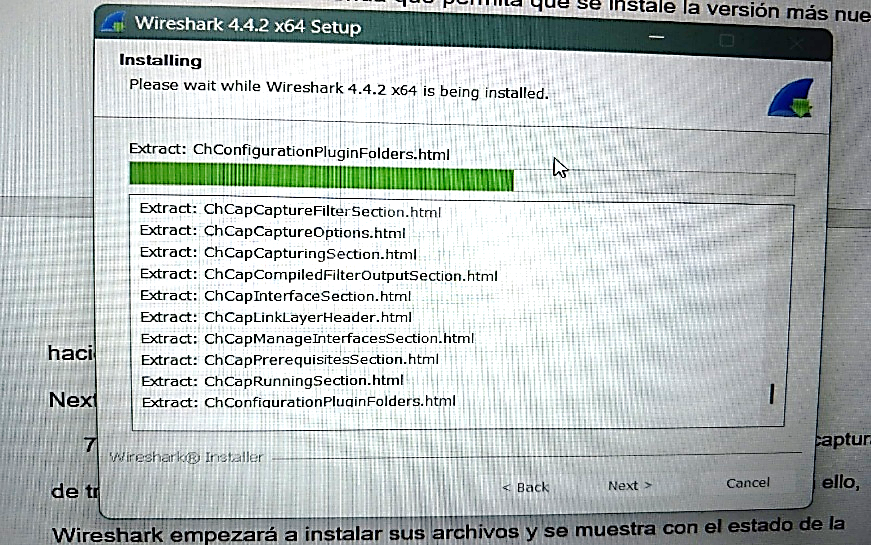 que permita que se instale la versión más nue
Wireshark 4.4.2 x64 Setup
Installing
Please wait while Wireshark 4.4.2 x64 is being installed.
Extract: ChConfigurationPluginFolders.html
Extract: ChCapCaptureFilterSection.html
Extract: ChCapCaptureOptions.html
Extract: ChCapCapturingSection.html
Extract: ChCapCompiledFilterOutputSection.html
Extract: ChCapInterfaceSection.html
Extract: ChCapLinkLayerHeader.html
Extract: ChCapManageInterfacesSection.html
Extract: ChCapPrerequisitesSection.html
Extract: ChCapRunningSection.html
Extract: ChConfigurationPluginFolders.html
haci
Next
7
captur
Wireshark® Installer
< Back Next > Cancel
de tr
ello,
Wireshark empezará a instalar sus archivos y se muestra con el estado de la